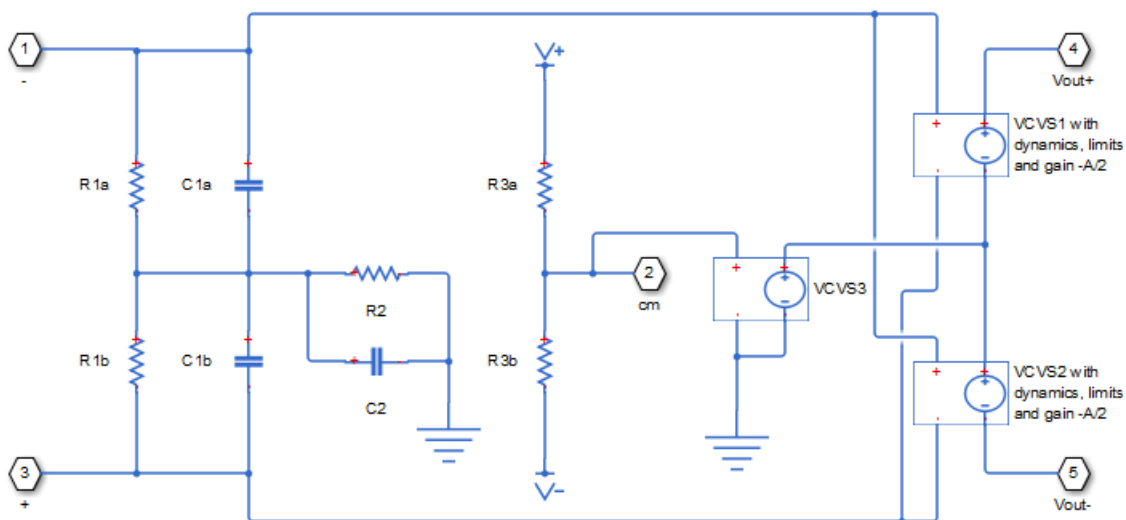 1
-
R1a
C1a
R1b
C1b
R2
C2
3
+
V+
R3a
2
cm
R3b
V-
VCVS3
4
Vout+
VCVS1 with
dynamics, limits
and gain -A/2
VCVS2 with
dynamics, limits
and gain -A/2
5
Vout-